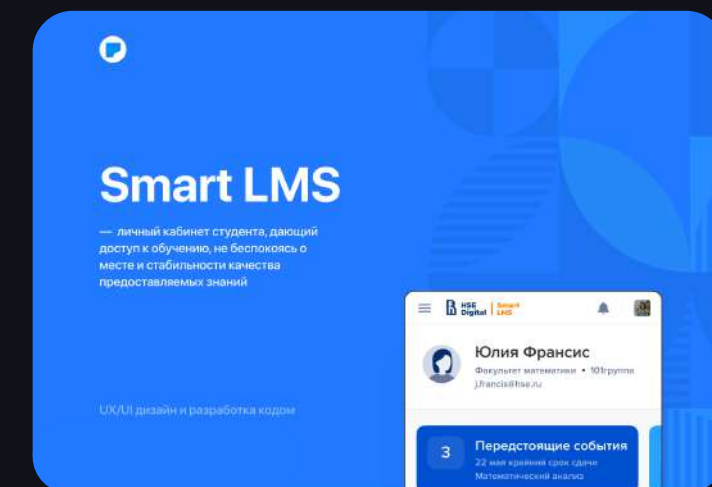 Smart LMS
— личный кабинет студента, дающий
доступ к обучению, не беспокоясь о
месте и стабильности качества
предоставляемых знаний
UX/UI дизайн и разработка кодом
HSE
Digital
Smart
LMS
Юлия Франсис
Факультет математики • 101группа
j.francis@hse.ru
3
Передстоящие события
22 мая крайний срок сдачи
Математический анализ